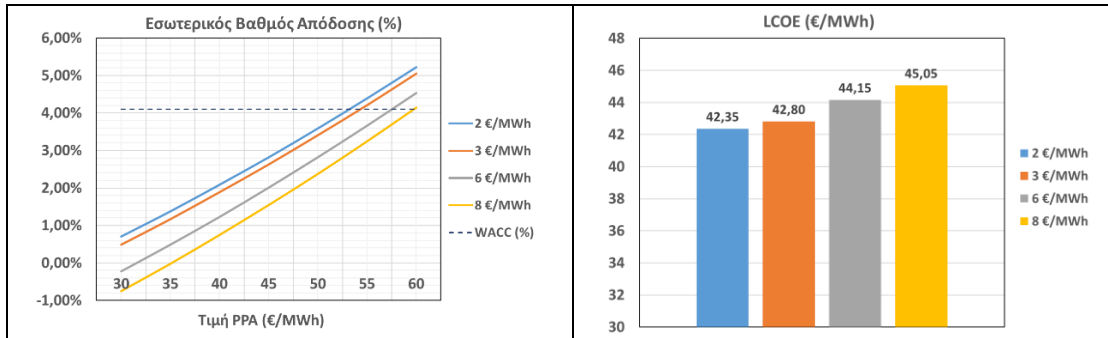 Εσωτερικός Βαθμός Απόδοσης (%)
6,00%
5,00%
4,00%
3,00%
2,00%
1,00%
0,00%
-1,00%
30 35 40 45 50 55 60
Τιμή PPA (€/MWh)
2 €/MWh
3 €/MWh
6 €/MWh
8 €/MWh
WACC (%)
LCOE (€/MWh)
48
46
44
42
40
38
36
34
32
30
42,35
42,80
44,15
45,05
2 €/MWh
3 €/MWh
6 €/MWh
8 €/MWh